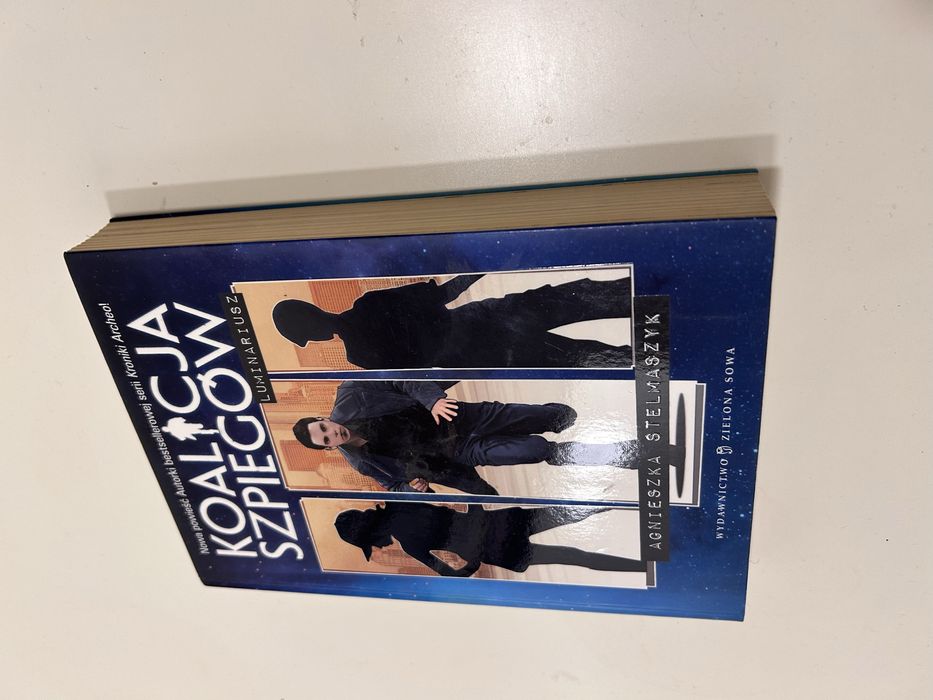 Nowa powieść Autorki bestsellerowej serii Kroniki Archeo!
KOALICJA
SZPIEGÓW
LUMINARIUSZ
AGNIESZKA STELMASZYK
WYDAWNICTWO ZIELONA SOWA